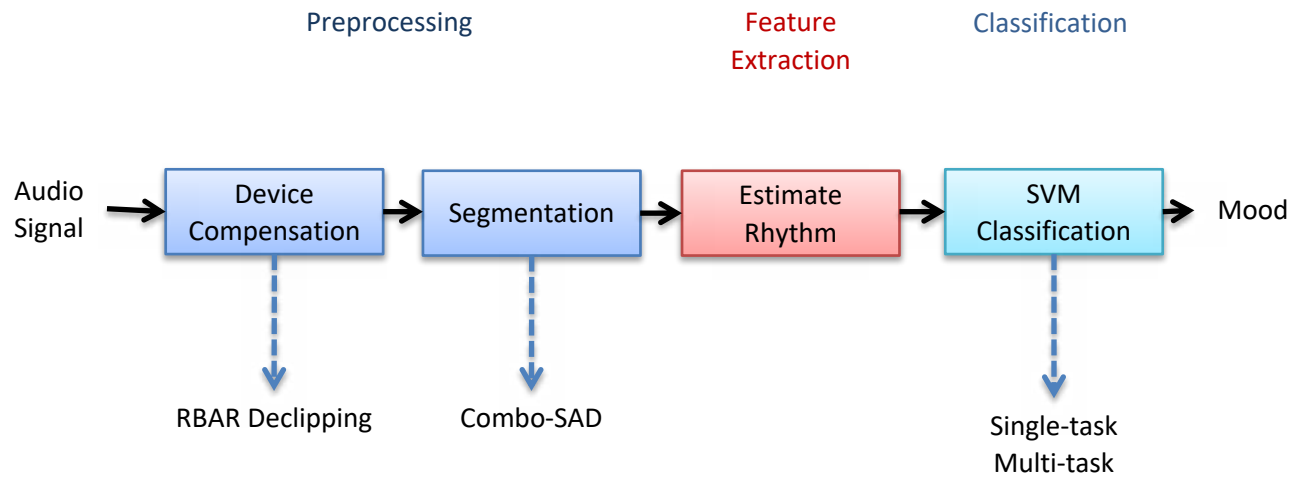 Preprocessing
Feature
Extraction
Classification
Audio
Signal
Device
Compensation
Segmentation
Estimate
Rhythm
SVM
Classification
Mood
RBAR Declipping
Combo-SAD
Single-task
Multi-task